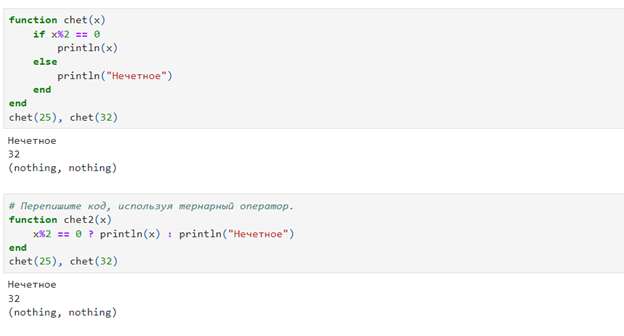 function chet(x)
    if x%2 == 0
        println(x)
    else
        println("Нечетное")
    end
end
chet(25), chet(32)
Нечетное
32
(nothing, nothing)
# Перепишите код, используя тернарный оператор.
function chet2(x)
    x%2 == 0 ? println(x) : println("Нечетное")
end
chet(25), chet(32)
Нечетное
32
(nothing, nothing)